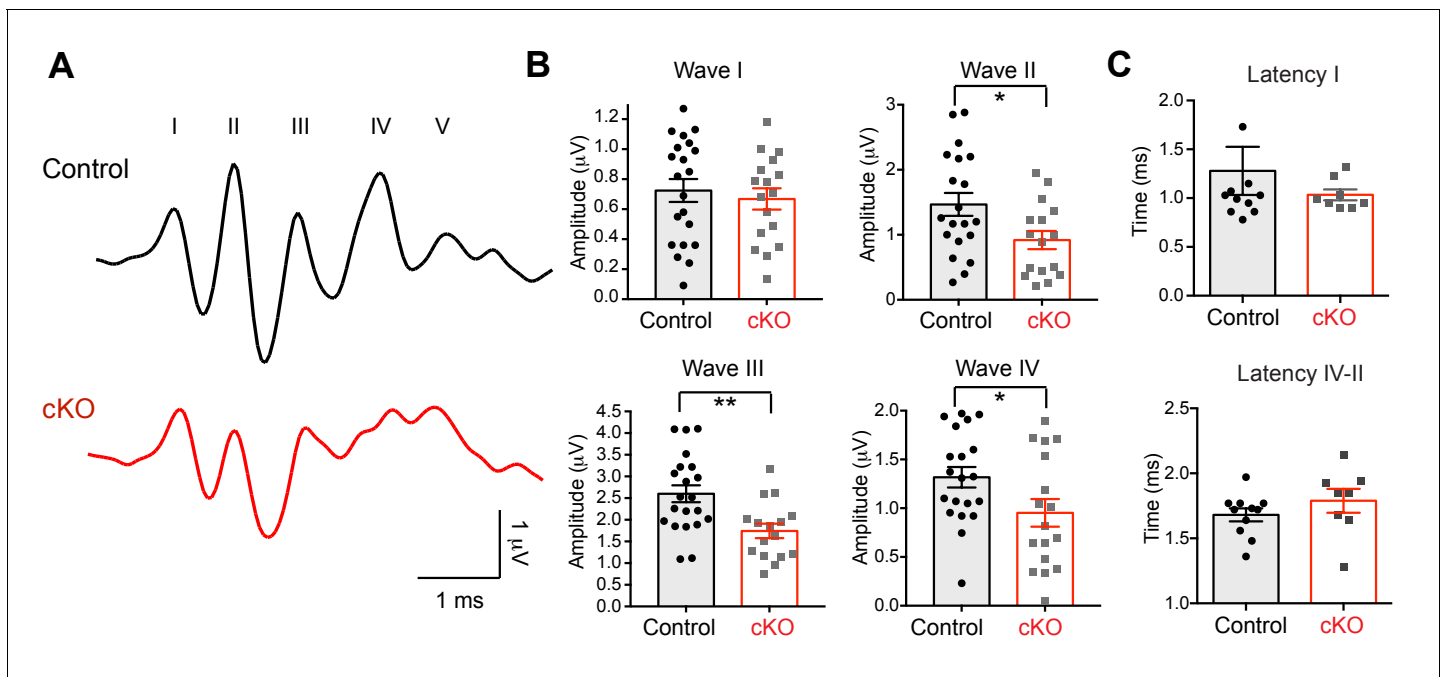 A
I II III IV V
Control
cKO
1 μV
1 ms
B
Wave I
Amplitude (μV)
1.2
1.0
0.8
0.6
0.4
0.2
0.0
Control cKO
Wave II
*
Amplitude (μV)
3
2
1
0
Control cKO
Wave III
**
Amplitude (μV)
4.5
4.0
3.5
3.0
2.5
2.0
1.5
1.0
0.5
0.0
Control cKO
Wave IV
*
Amplitude (μV)
2.0
1.5
1.0
0.5
0.0
Control cKO
C
Latency I
Time (ms)
2.0
1.5
1.0
0.5
0.0
Control cKO
Latency IV-II
Time (ms)
2.5
2.0
1.5
1.0
Control cKO